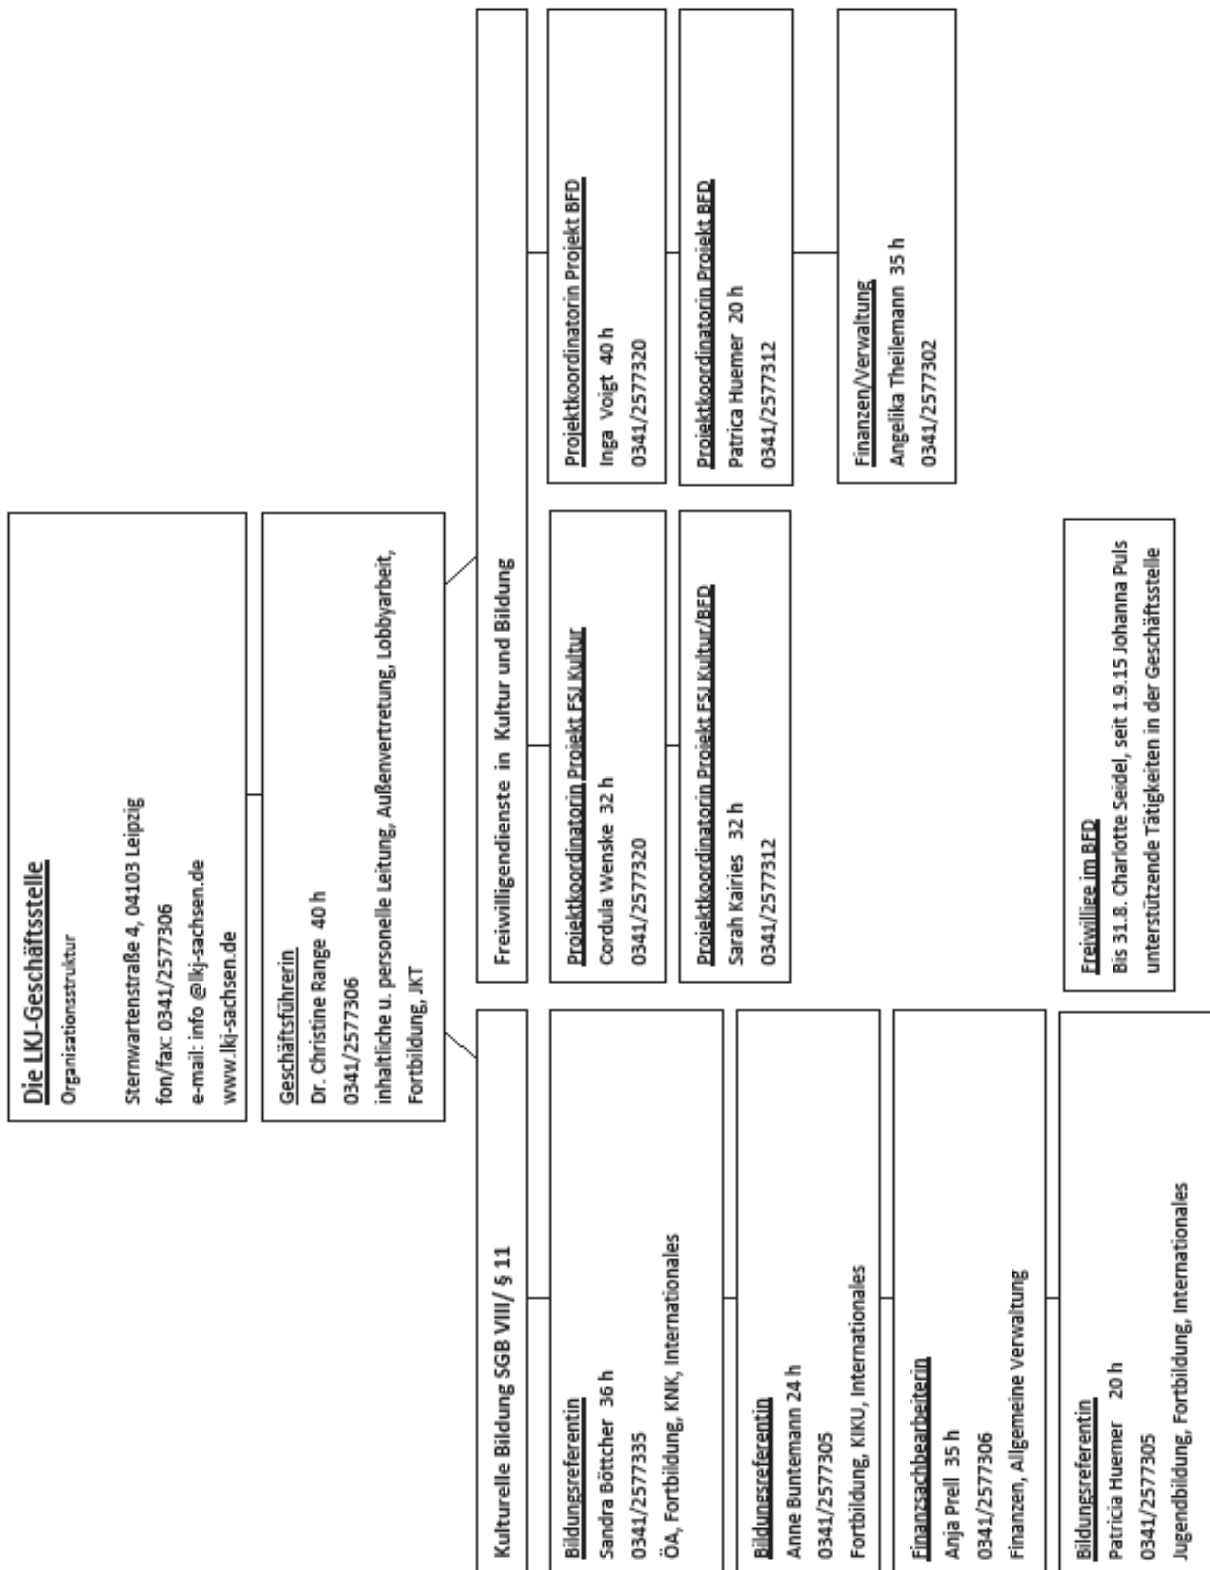 Die LKJ-Geschäftsstelle
Organisationsstruktur
Sternwartenstraße 4, 04103 Leipzig
fon/fax: 0341/2577306
e-mail: info @lkj-sachsen.de
www.lkj-sachsen.de
Geschäftsführerin
Dr. Christine Range 40 h
0341/2577306
inhaltliche u. personelle Leitung, Außenvertretung, Lobbyarbeit,
Fortbildung, JKT
Kulturelle Bildung SGB VIII/ § 11
Bildungsreferentin
Sandra Böttcher 36 h
0341/2577335
ÖA, Fortbildung, KNK, Internationales
Bildungsreferentin
Anne Buntemann 24 h
0341/2577305
Fortbildung, KIKU, Internationales
Finanzsachbearbeiterin
Anja Prell 35 h
0341/2577306
Finanzen, Allgemeine Verwaltung
Bildungsreferentin
Patricia Huemer 20 h
0341/2577305
Jugendbildung, Fortbildung, Internationales
Freiwilligendienste in Kultur und Bildung
Projektkoordinatorin Projekt FSJ Kultur
Cordula Wenske 32 h
0341/2577320
Projektkoordinatorin Projekt FSJ Kultur/BFD
Sarah Kairies 32 h
0341/2577312
Projektkoordinatorin Projekt BFD
Inga Voigt 40 h
0341/2577320
Projektkoordinatorin Projekt BFD
Patrica Huemer 20 h
0341/2577312
Finanzen/Verwaltung
Angelika Theilemann 35 h
0341/2577302
Freiwillige im BFD
Bis 31.8. Charlotte Seidel, seit 1.9.15 Johanna Puls
unterstützende Tätigkeiten in der Geschäftsstelle